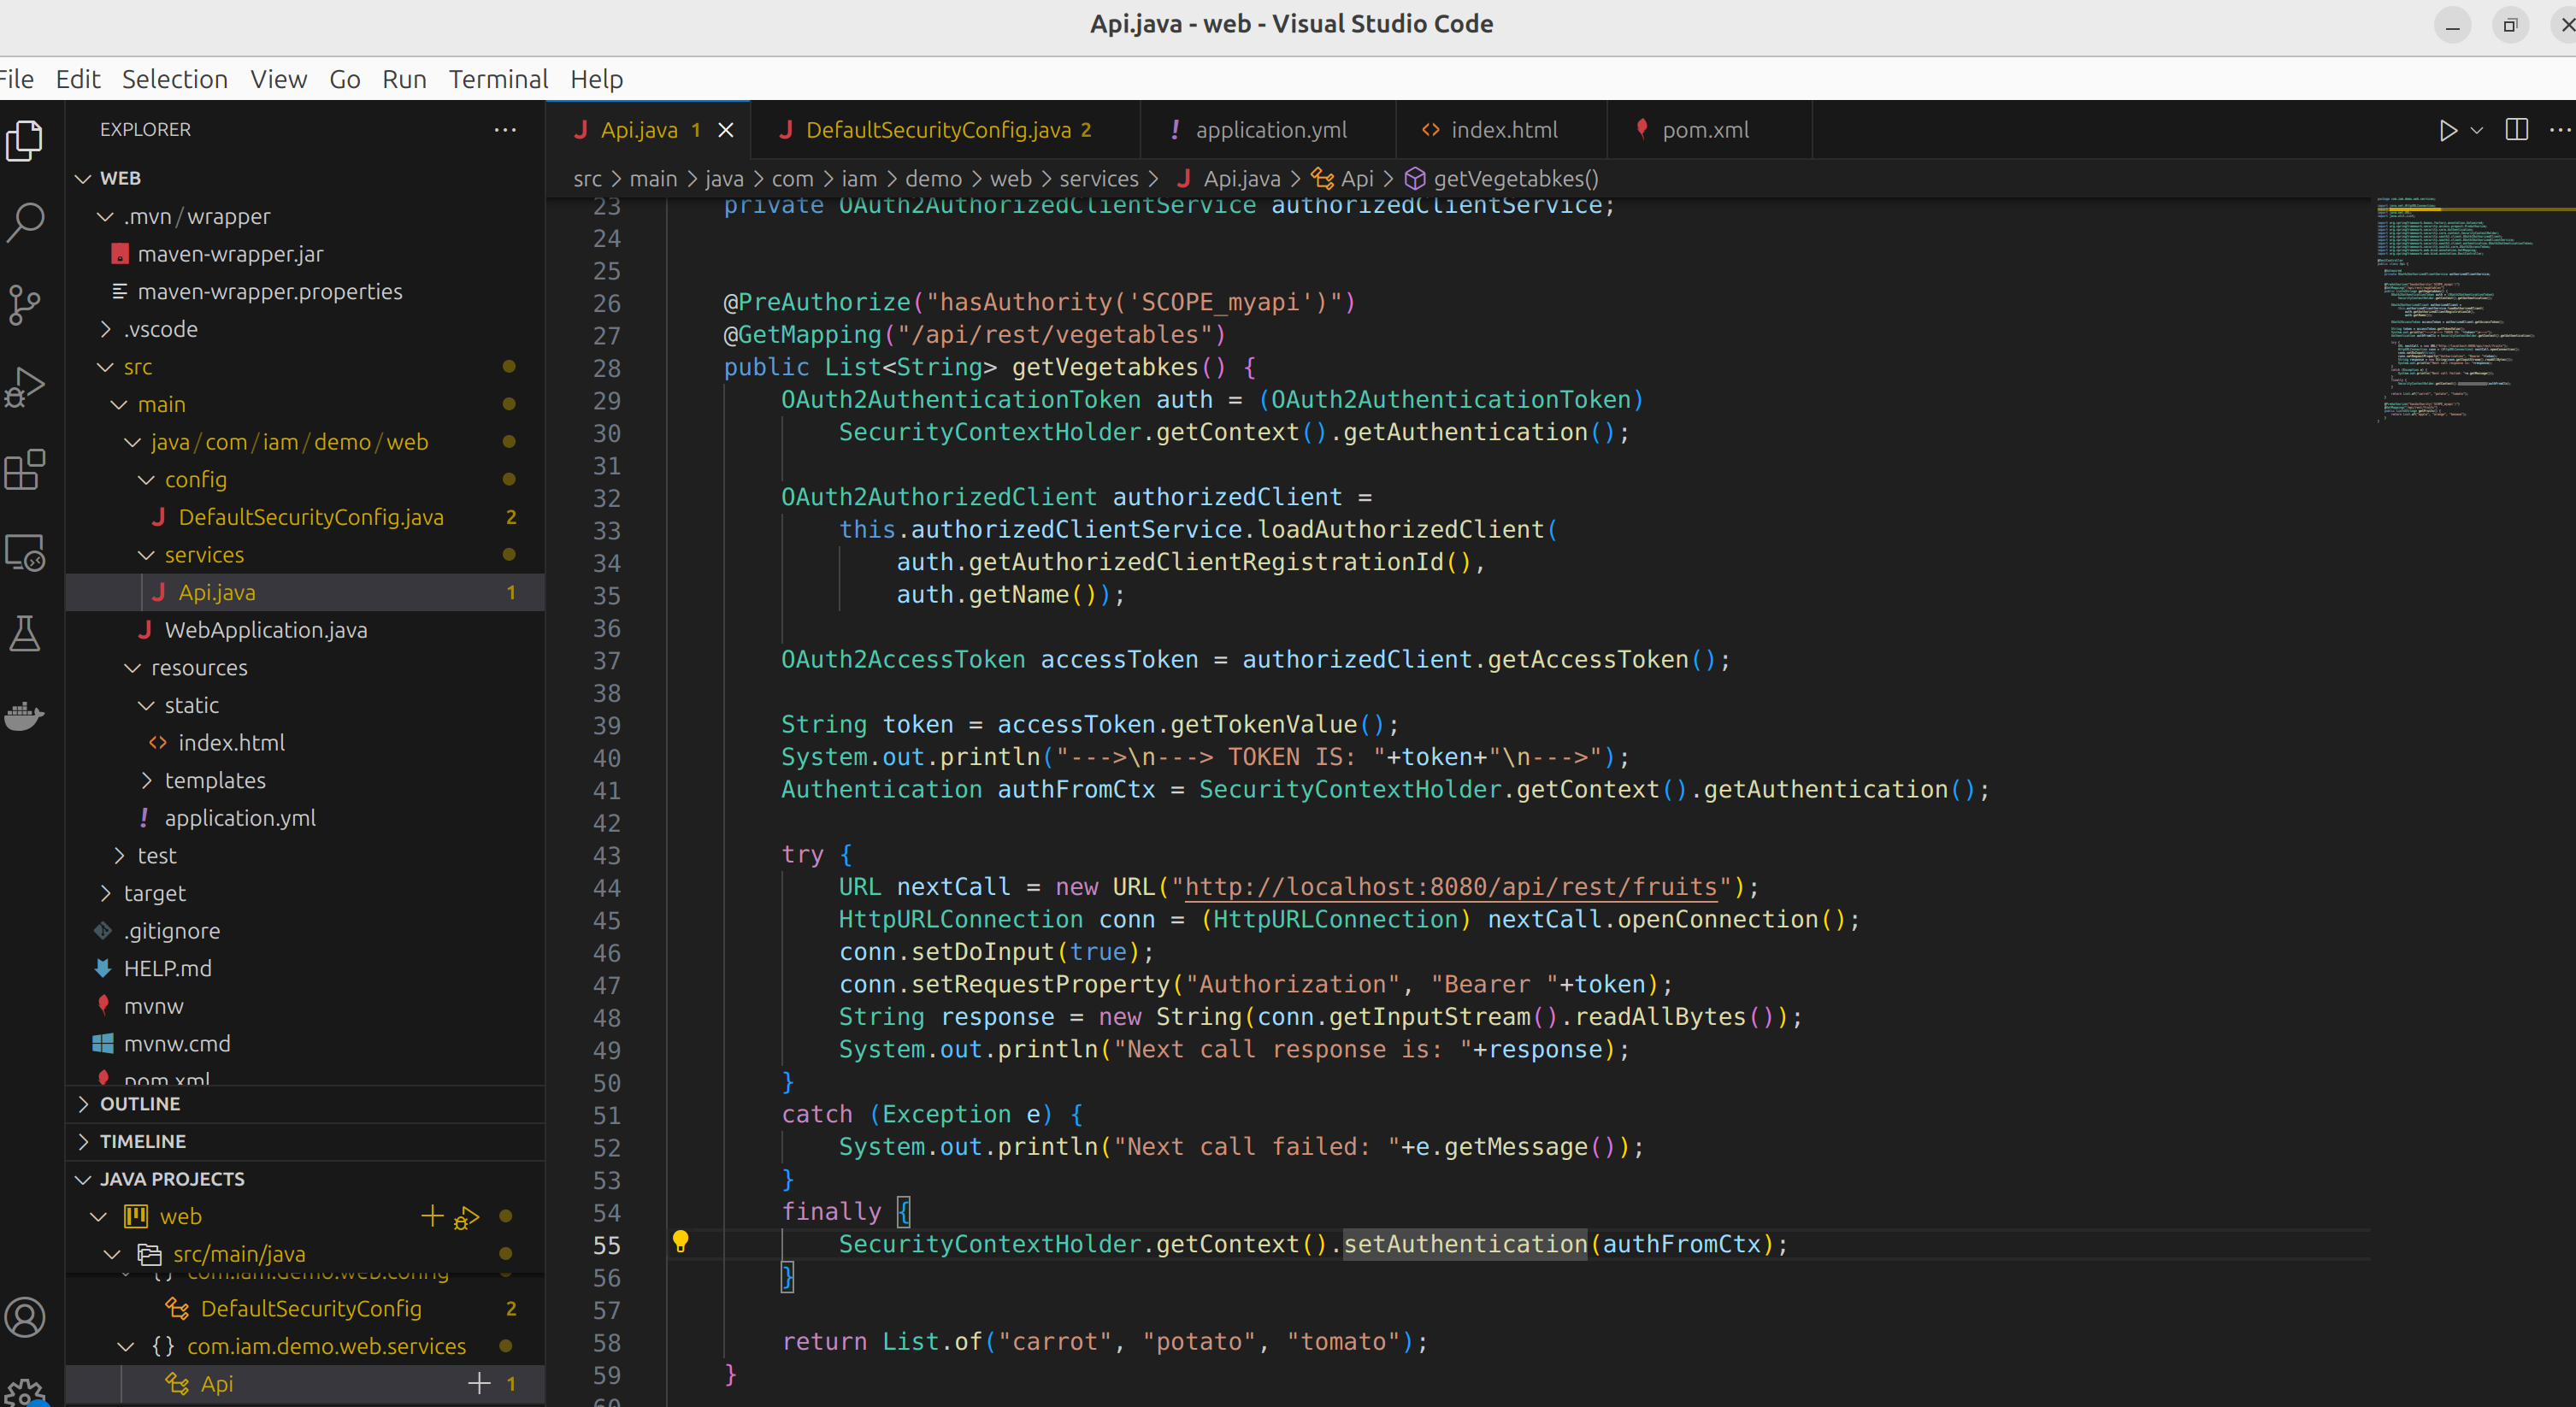 Api.java - web - Visual Studio Code
File Edit Selection View Go Run Terminal Help
EXPLORER
WEB
.mvn / wrapper
maven-wrapper.jar
maven-wrapper.properties
.vscode
src
main
java / com / iam / demo / web
config
DefaultSecurityConfig.java 2
services
Api.java 1
WebApplication.java
resources
static
index.html
templates
application.yml
test
target
.gitignore
HELP.md
mvnw
mvnw.cmd
pom.xml
OUTLINE
TIMELINE
JAVA PROJECTS
web
src/main/java
com.iam.demo.web.config
DefaultSecurityConfig 2
com.iam.demo.web.services
Api 1
Api.java 1 DefaultSecurityConfig.java 2 application.yml index.html pom.xml
src > main > java > com > iam > demo > web > services > Api.java > Api > getVegetabkes()
23 private OAuth2AuthorizedClientService authorizedClientService;
24
25
26 @PreAuthorize("hasAuthority('SCOPE_myapi')")
27 @GetMapping("/api/rest/vegetables")
28 public List<String> getVegetabkes() {
29 OAuth2AuthenticationToken auth = (OAuth2AuthenticationToken)
30 SecurityContextHolder.getContext().getAuthentication();
31
32 OAuth2AuthorizedClient authorizedClient =
33 this.authorizedClientService.loadAuthorizedClient(
34 auth.getAuthorizedClientRegistrationId(),
35 auth.getName());
36
37 OAuth2AccessToken accessToken = authorizedClient.getAccessToken();
38
39 String token = accessToken.getTokenValue();
40 System.out.println("--->\n---> TOKEN IS: "+token+"\n--->");
41 Authentication authFromCtx = SecurityContextHolder.getContext().getAuthentication();
42
43 try {
44 URL nextCall = new URL("http://localhost:8080/api/rest/fruits");
45 HttpURLConnection conn = (HttpURLConnection) nextCall.openConnection();
46 conn.setDoInput(true);
47 conn.setRequestProperty("Authorization", "Bearer "+token);
48 String response = new String(conn.getInputStream().readAllBytes());
49 System.out.println("Next call response is: "+response);
50 }
51 catch (Exception e) {
52 System.out.println("Next call failed: "+e.getMessage());
53 }
54 finally {
55 SecurityContextHolder.getContext().setAuthentication(authFromCtx);
56 }
57
58 return List.of("carrot", "potato", "tomato");
59 }
60